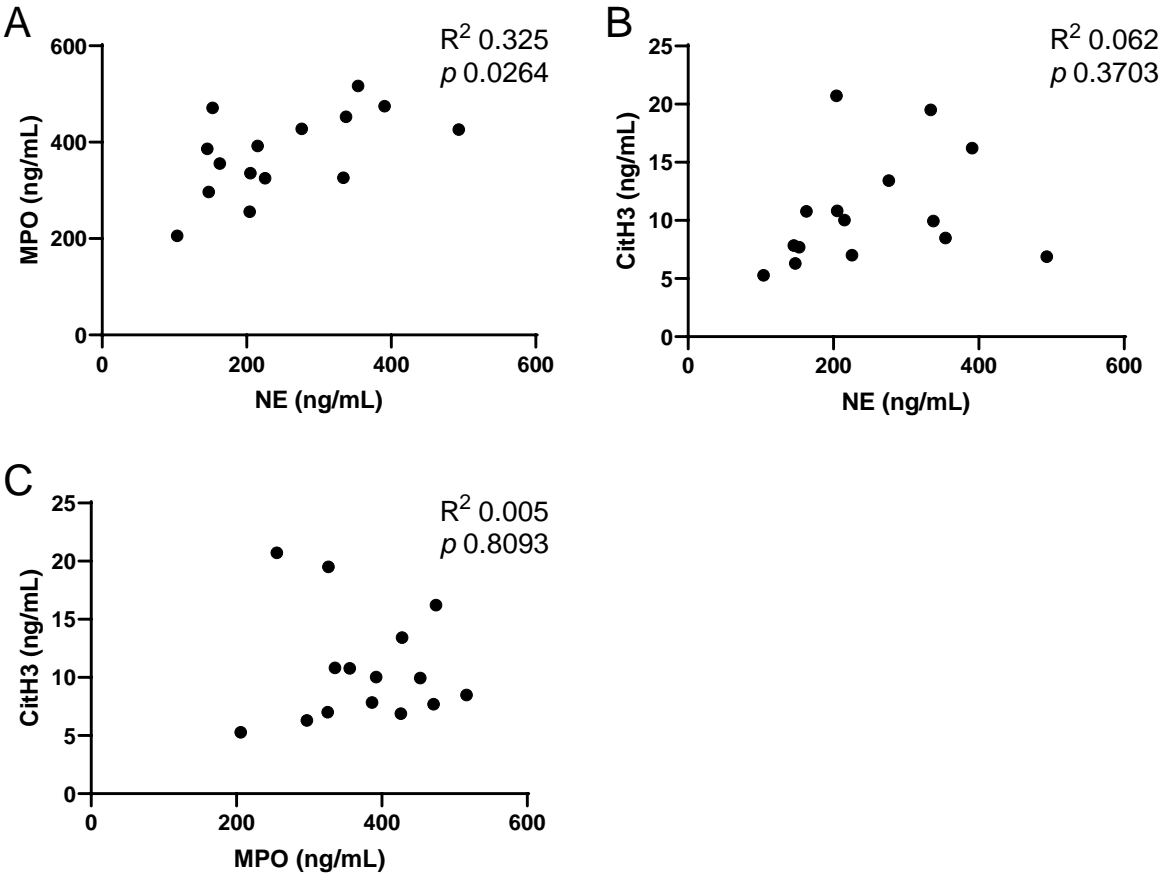 A
R² 0.325
p 0.0264
600
400
200
0
MPO (ng/mL)
0 200 400 600
NE (ng/mL)
B
R² 0.062
p 0.3703
25
20
15
10
5
0
CitH3 (ng/mL)
0 200 400 600
NE (ng/mL)
C
R² 0.005
p 0.8093
25
20
15
10
5
0
CitH3 (ng/mL)
0 200 400 600
MPO (ng/mL)